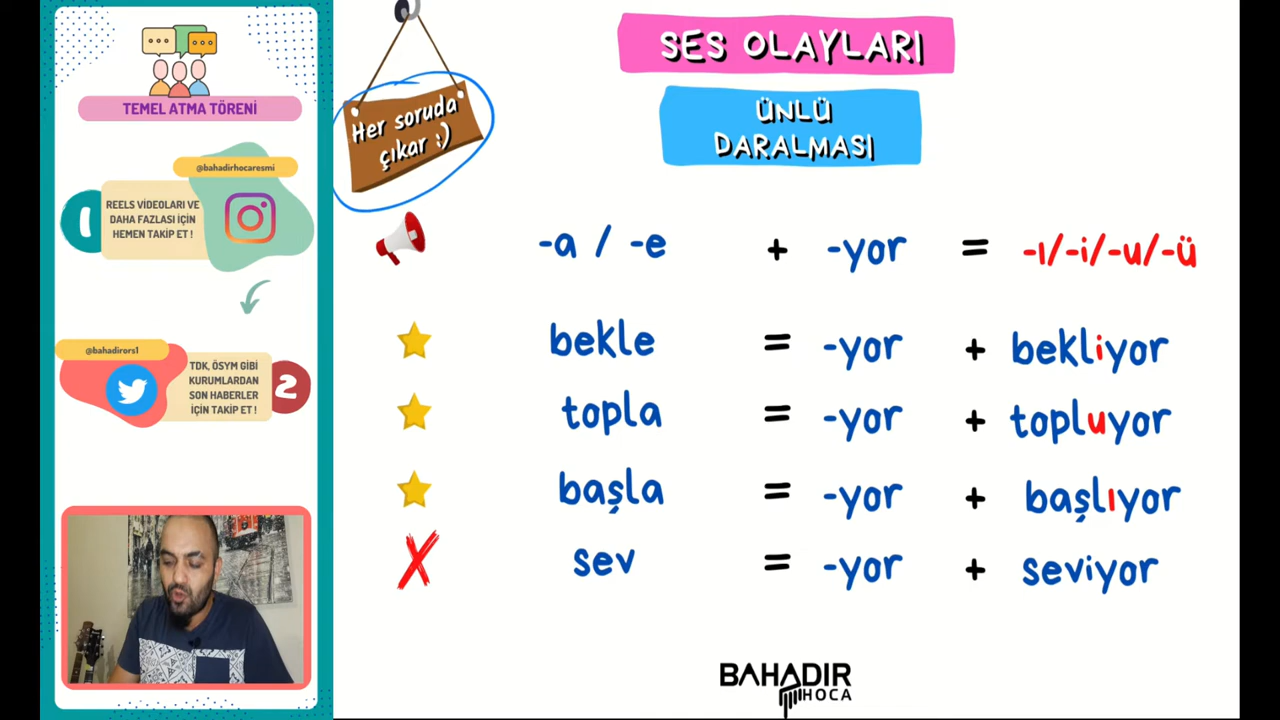 TEMEL ATMA TÖRENİ
@bahadirhocaresmi
1
REELS VİDEOLARI VE
DAHA FAZLASI İÇİN
HEMEN TAKİP ET !
@bahadirors1
TDK, ÖSYM GİBİ
KURUMLARDAN
SON HABERLER
İÇİN TAKİP ET !
2
Her soruda
çıkar :)
SES OLAYLARI
ÜNLÜ
DARALMASI
-a / -e + -yor = -ı/-i/-u/-ü
bekle = -yor + bekliyor
topla = -yor + topluyor
başla = -yor + başlıyor
sev = -yor + seviyor
BAHADIR
HOCA